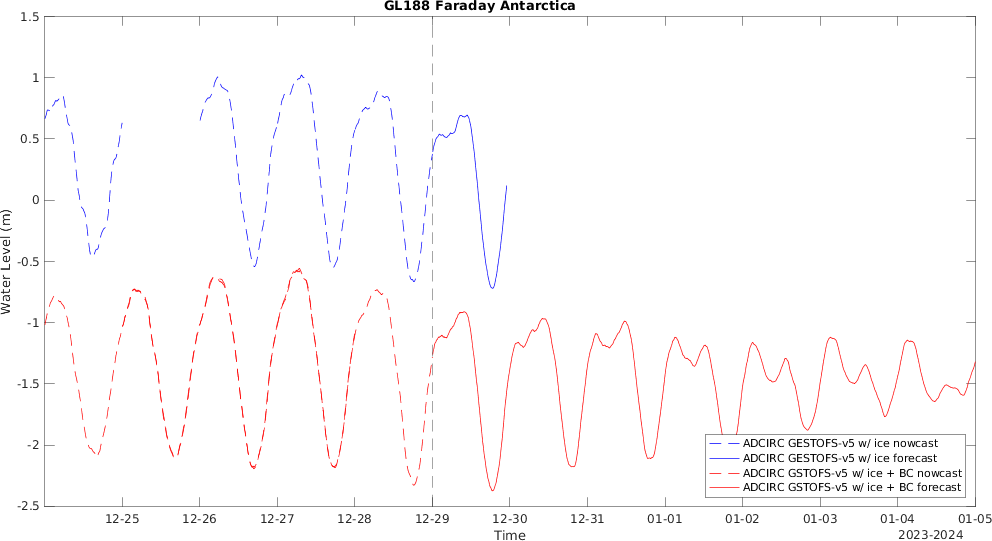 GL188 Faraday Antarctica
1.5
1
0.5
0
-0.5
-1
-1.5
-2
-2.5
Water Level (m)
12-25 12-26 12-27 12-28 12-29 12-30 12-31 01-01 01-02 01-03 01-04 01-05
Time
2023-2024
ADCIRC GESTOFS-v5 w/ ice nowcast
ADCIRC GESTOFS-v5 w/ ice forecast
ADCIRC GSTOFS-v5 w/ ice + BC nowcast
ADCIRC GSTOFS-v5 w/ ice + BC forecast